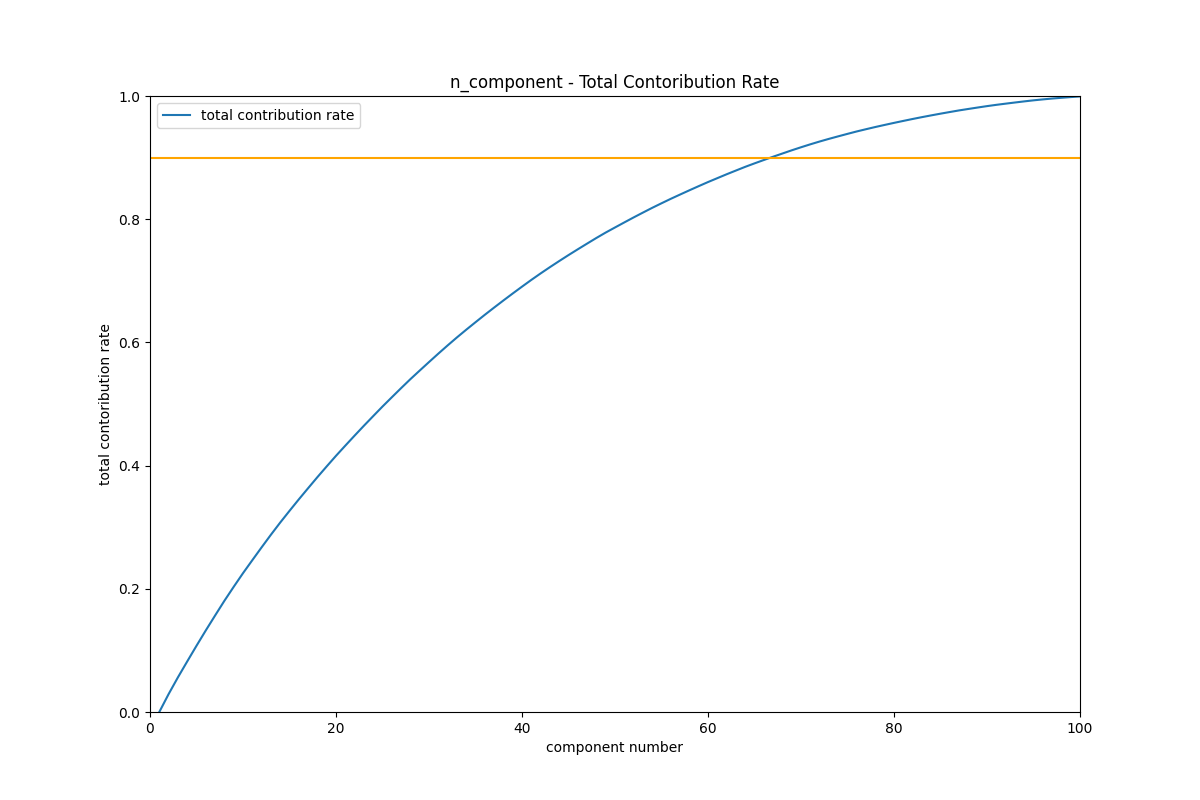 n_component - Total Contoribution Rate
total contribution rate
total contoribution rate
1.0
0.8
0.6
0.4
0.2
0.0
0 20 40 60 80 100
component number